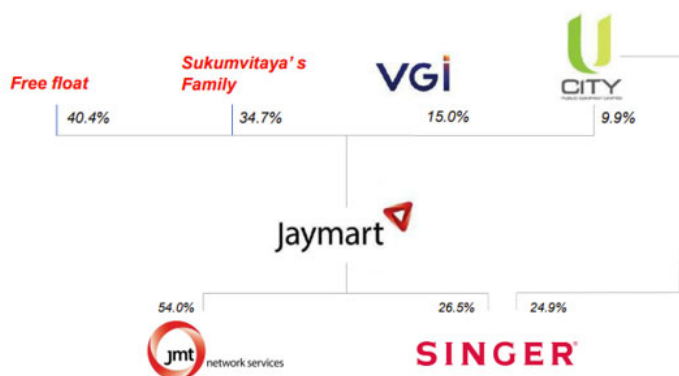 Free float
Sukumvitaya' s
Family
VGI
U
CITY
PUBLIC COMPANY LIMITED
40.4%
34.7%
15.0%
9.9%
Jaymart
54.0%
26.5%
24.9%
jmt network services
SINGER®